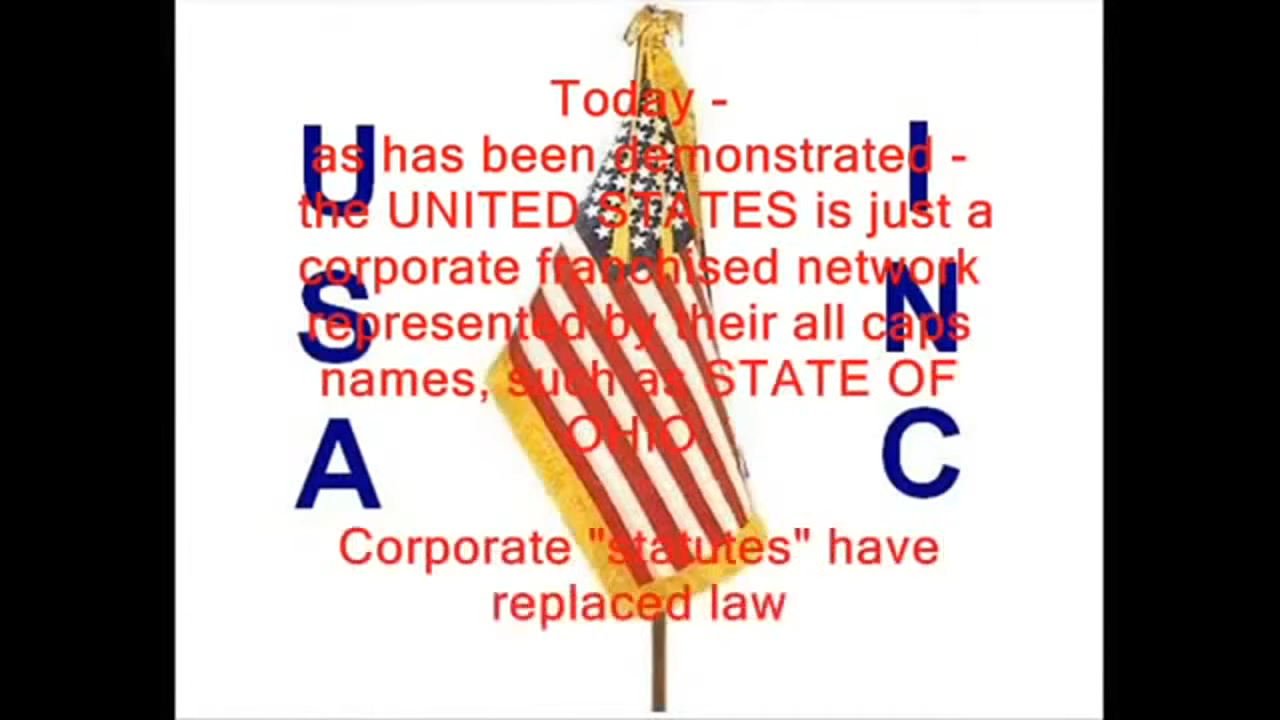 Today -
as has been demonstrated -
the UNITED STATES is just a
corporate franchised network
represented by their all caps
names, such as STATE OF
OHIO
Corporate "statutes" have
replaced law
U
S
A
I
N
C